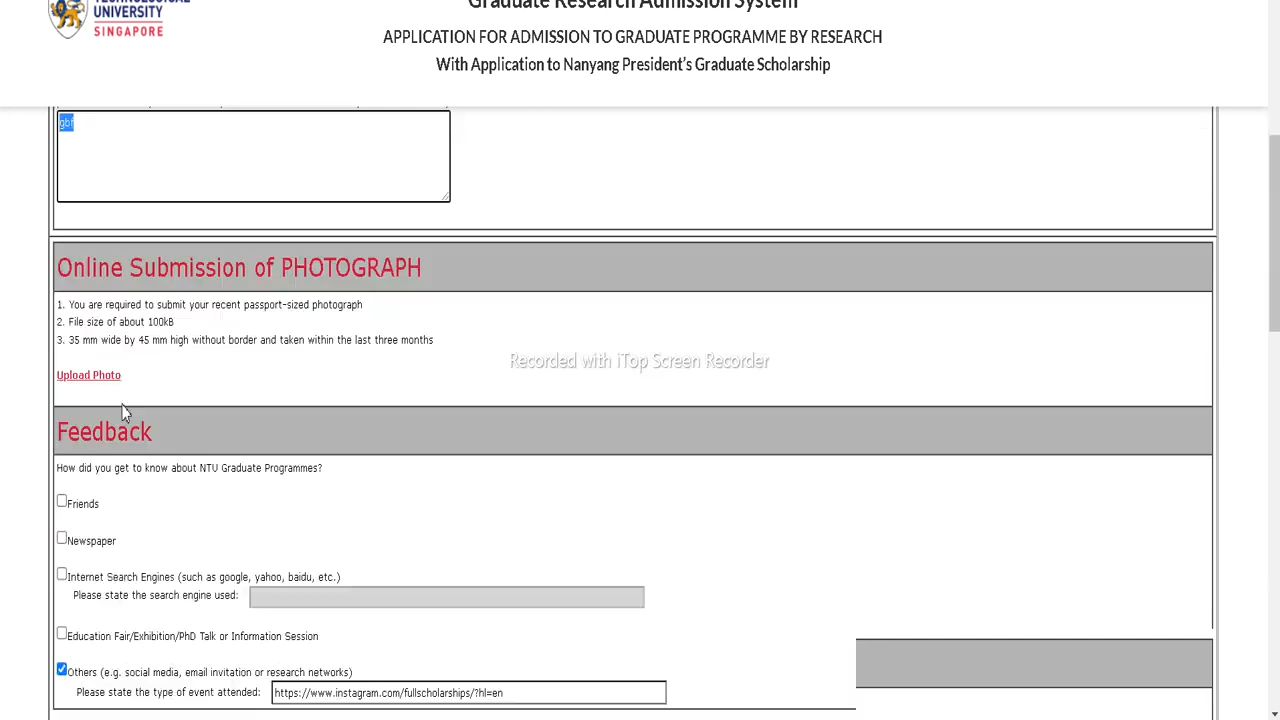 UNIVERSITY
SINGAPORE
Graduate Research Admission System
APPLICATION FOR ADMISSION TO GRADUATE PROGRAMME BY RESEARCH
With Application to Nanyang President's Graduate Scholarship
gbf
Online Submission of PHOTOGRAPH
1. You are required to submit your recent passport-sized photograph
2. File size of about 100kB
3. 35 mm wide by 45 mm high without border and taken within the last three months
Recorded with iTop Screen Recorder
Upload Photo
Feedback
How did you get to know about NTU Graduate Programmes?
Friends
Newspaper
Internet Search Engines (such as google, yahoo, baidu, etc.)
Please state the search engine used:
Education Fair/Exhibition/PhD Talk or Information Session
Others (e.g. social media, email invitation or research networks)
Please state the type of event attended: https://www.instagram.com/fullscholarships/?hl=en